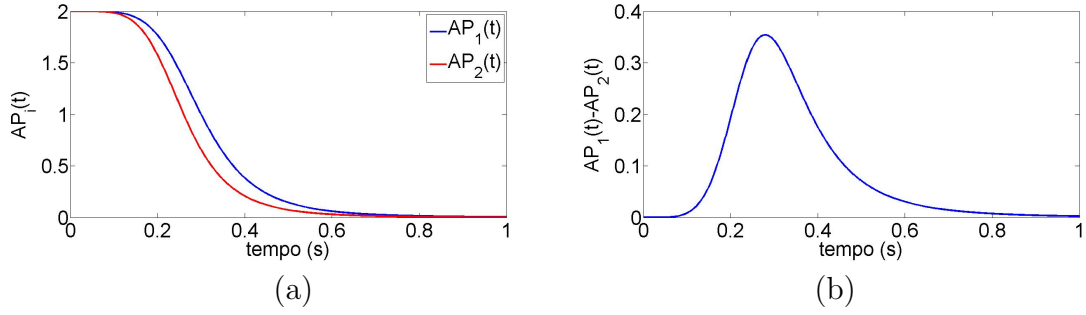 AP_i(t)
2
1.5
1
0.5
0
0 0.2 0.4 0.6 0.8 1
tempo (s)
AP_1(t)
AP_2(t)
(a)
AP_1(t)-AP_2(t)
0.4
0.3
0.2
0.1
0
0 0.2 0.4 0.6 0.8 1
tempo (s)
(b)